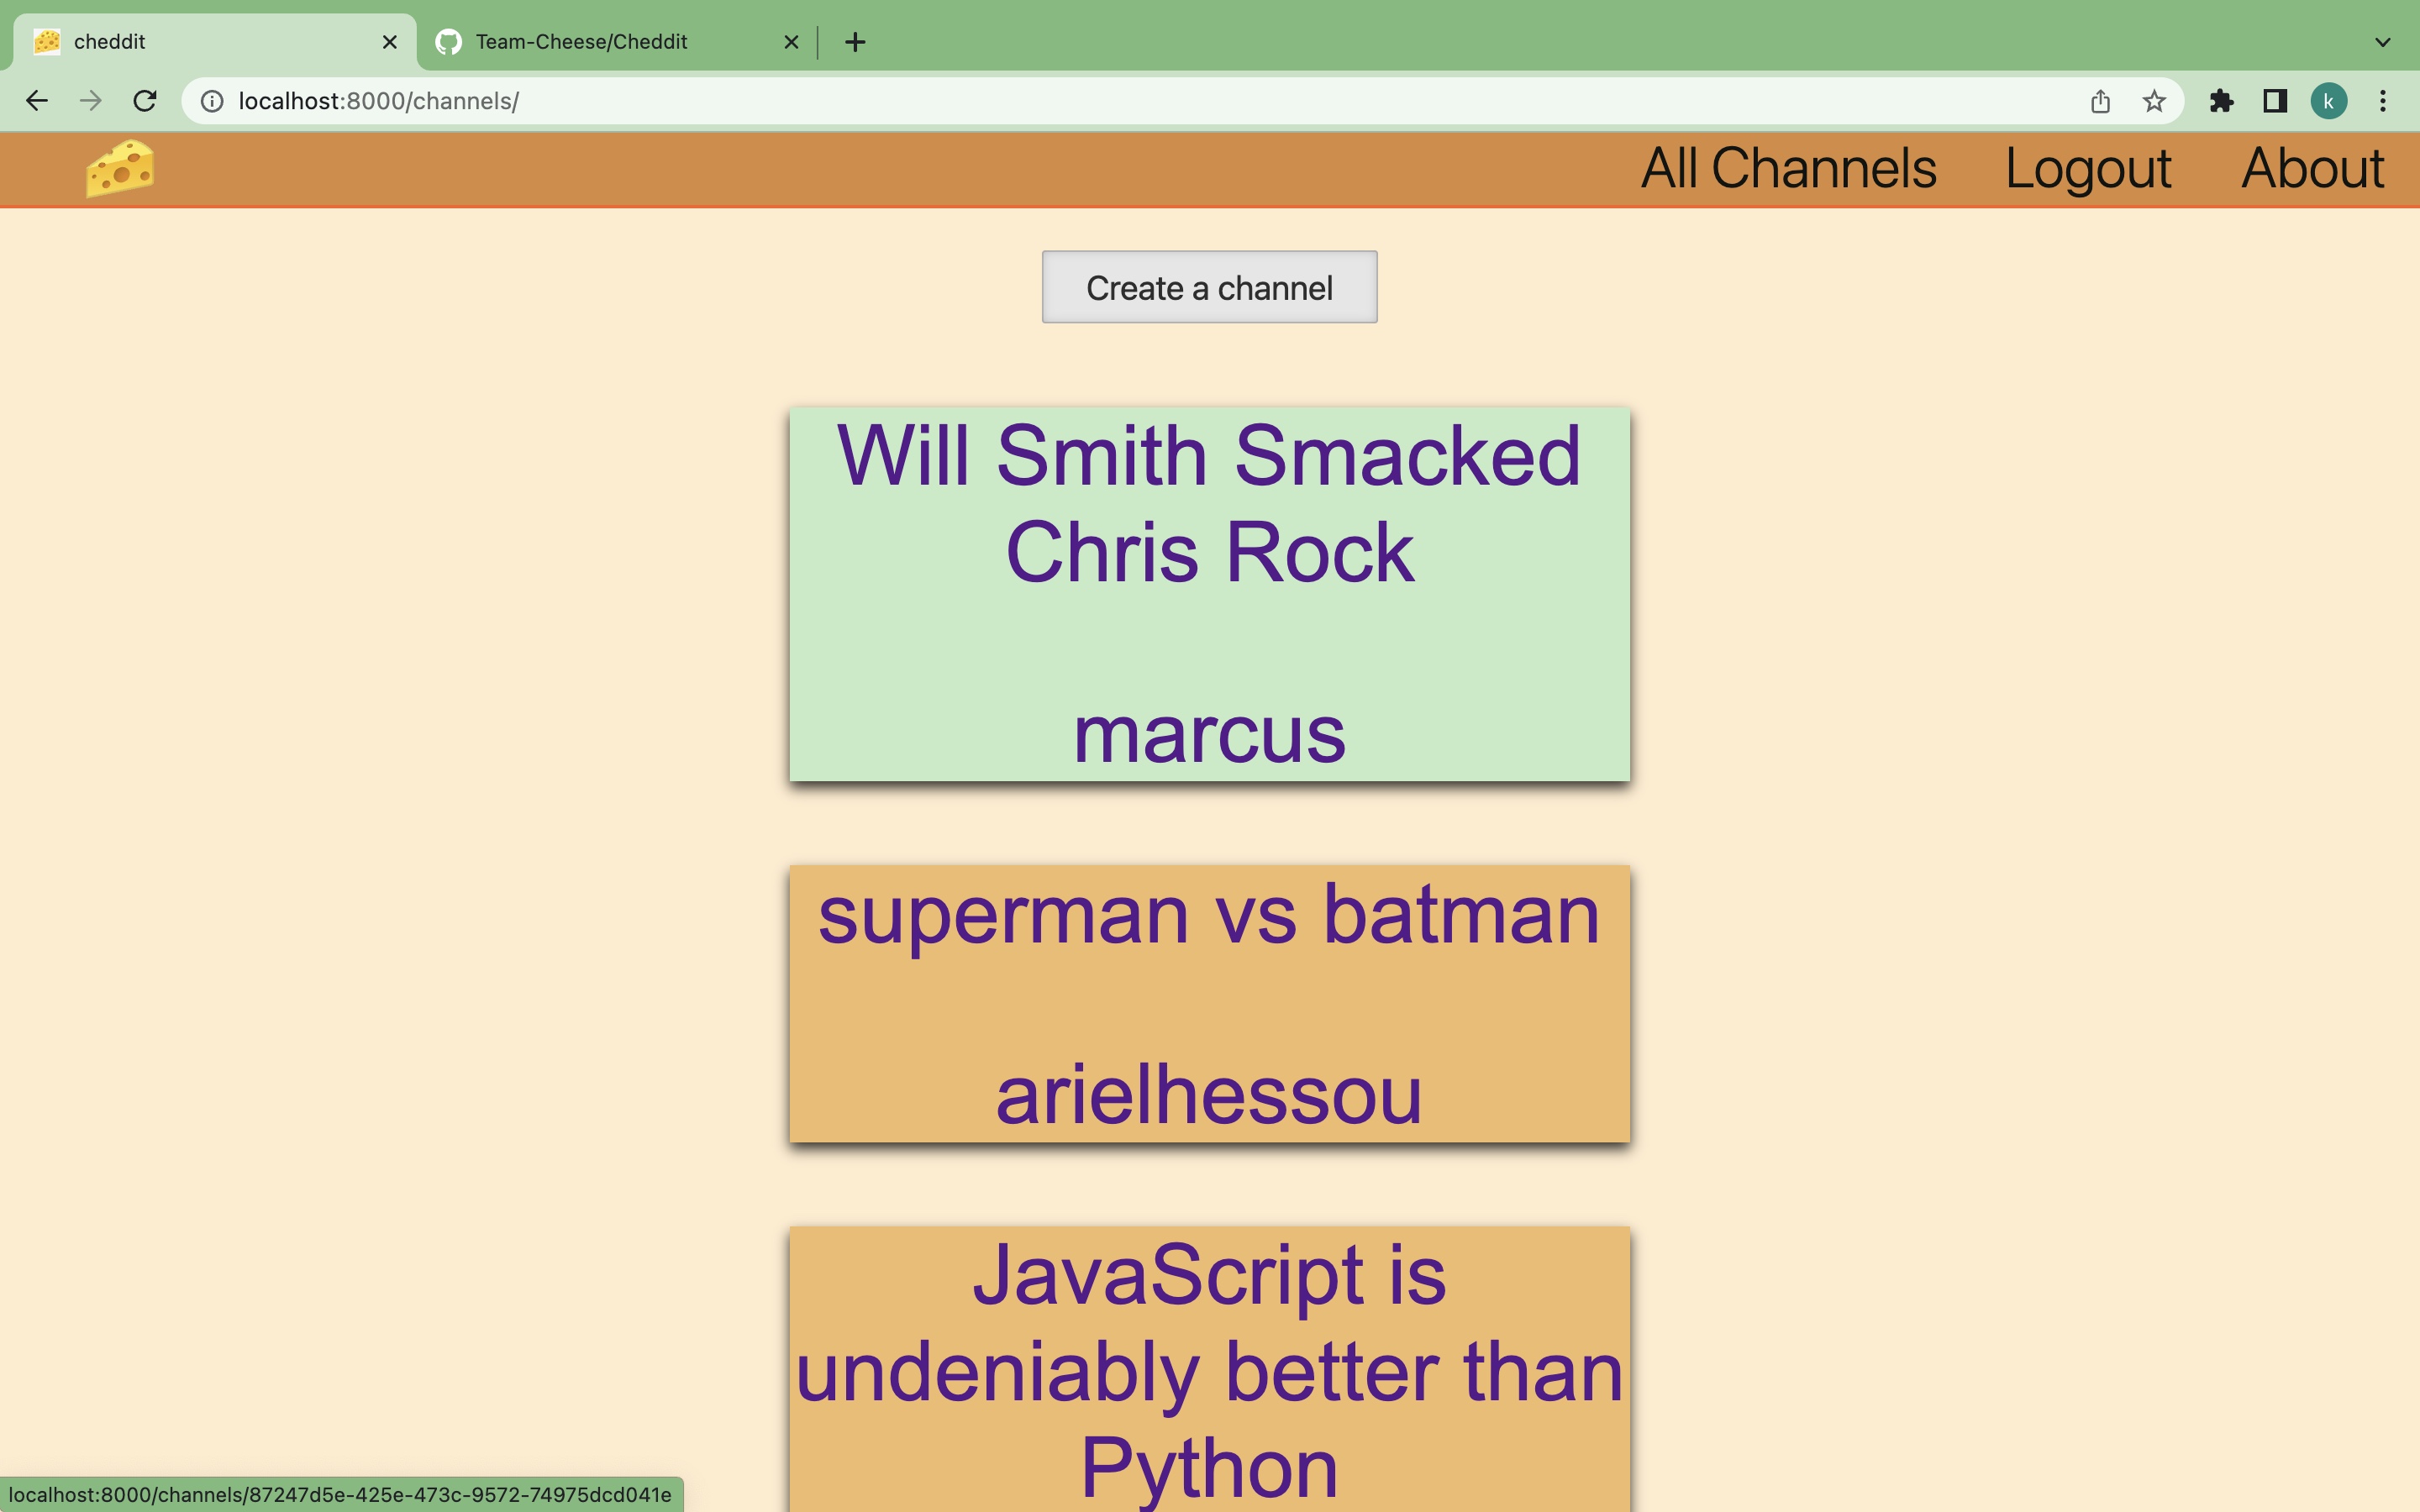 cheddit
Team-Cheese/Cheddit
localhost:8000/channels/
k
All Channels Logout About
Create a channel
Will Smith Smacked
Chris Rock
marcus
superman vs batman
arielhessou
JavaScript is
undeniably better than
Python
localhost:8000/channels/87247d5e-425e-473c-9572-74975dcd041e